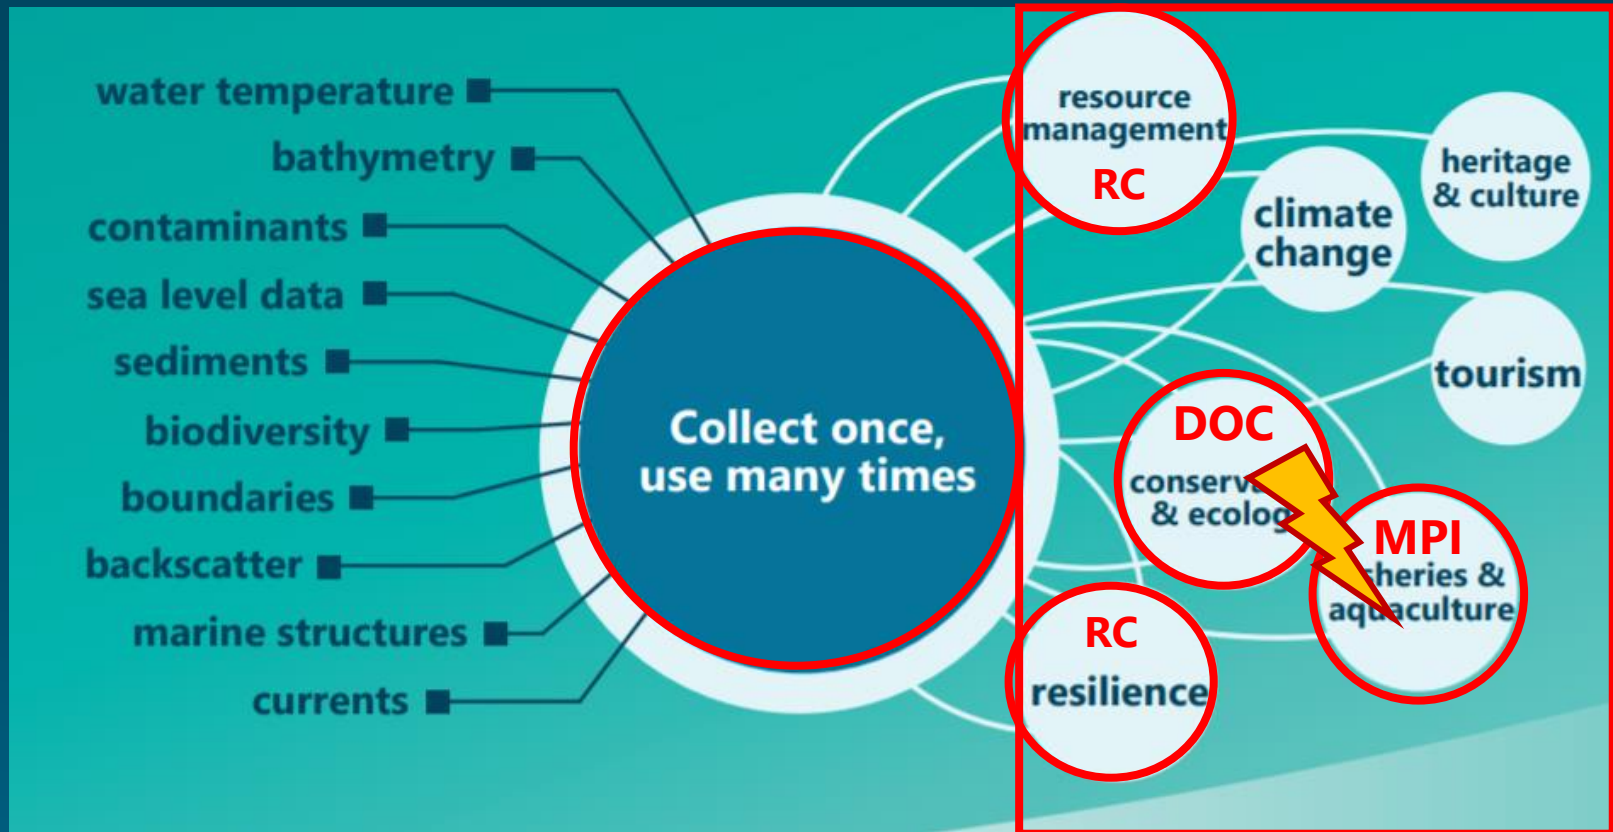 water temperature
bathymetry
contaminants
sea level data
sediments
biodiversity
boundaries
backscatter
marine structures
currents
Collect once,
use many times
resource
management
RC
climate
change
heritage
& culture
tourism
DOC
& 
MPI
&
aquaculture
RC
resilience